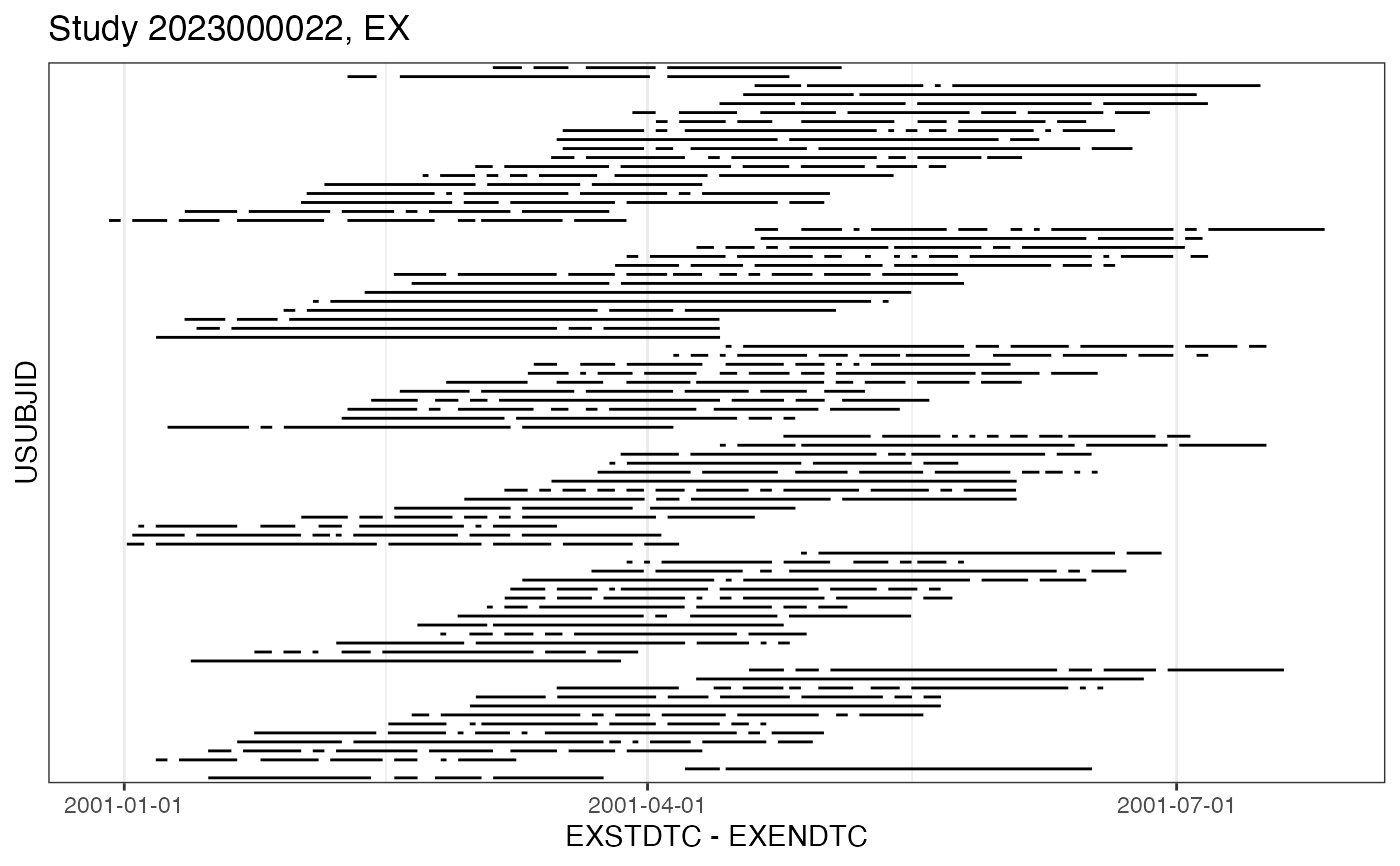 Study 2023000022, EX
USUBJID
2001-01-01
2001-04-01
2001-07-01
EXSTDTC - EXENDTC